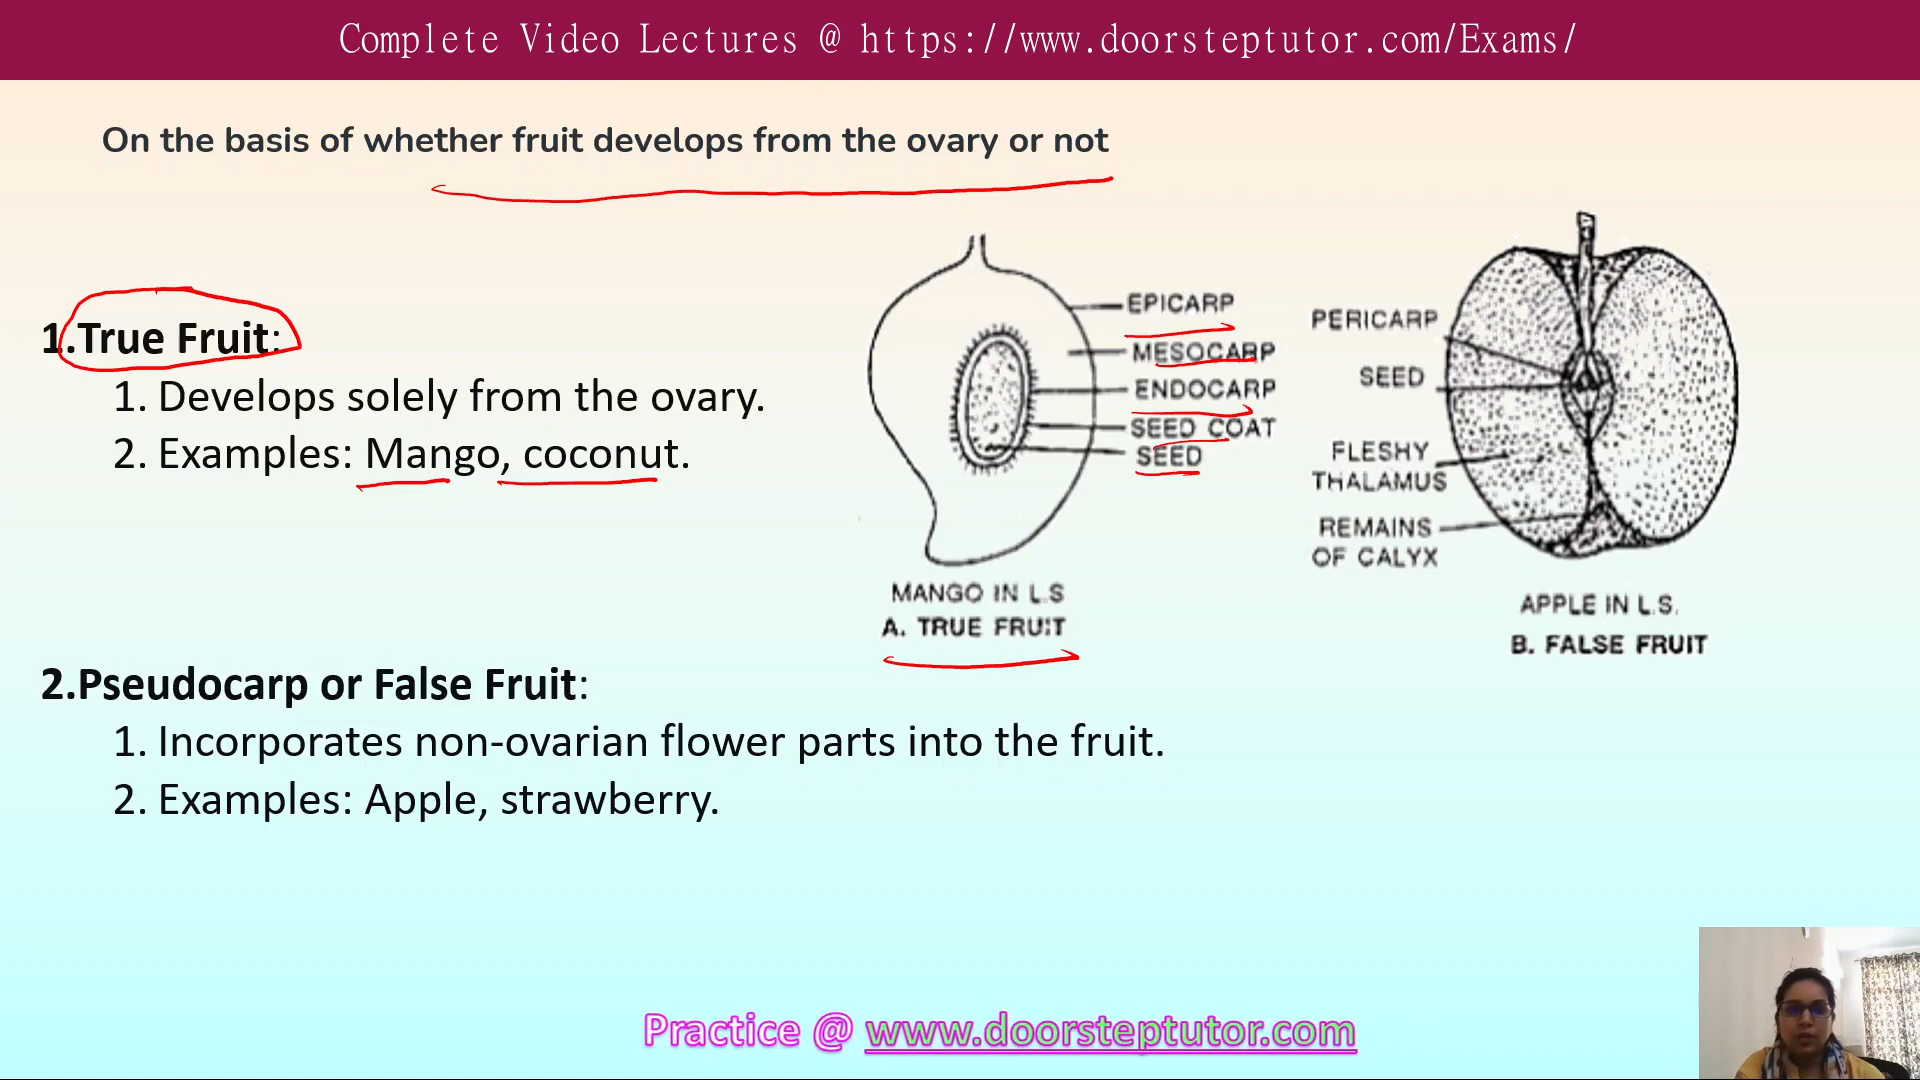 Complete Video Lectures @ https://www.doorsteptutor.com/Exams/
On the basis of whether fruit develops from the ovary or not
1.True Fruit:
1. Develops solely from the ovary.
2. Examples: Mango, coconut.
EPICARP
MESOCARP
ENDOCARP
SEED COAT
SEED
MANGO IN L.S
A. TRUE FRUIT
PERICARP
SEED
FLESHY
THALAMUS
REMAINS
OF CALYX
APPLE IN L.S.
B. FALSE FRUIT
2.Pseudocarp or False Fruit:
1. Incorporates non-ovarian flower parts into the fruit.
2. Examples: Apple, strawberry.
Practice @ www.doorsteptutor.com